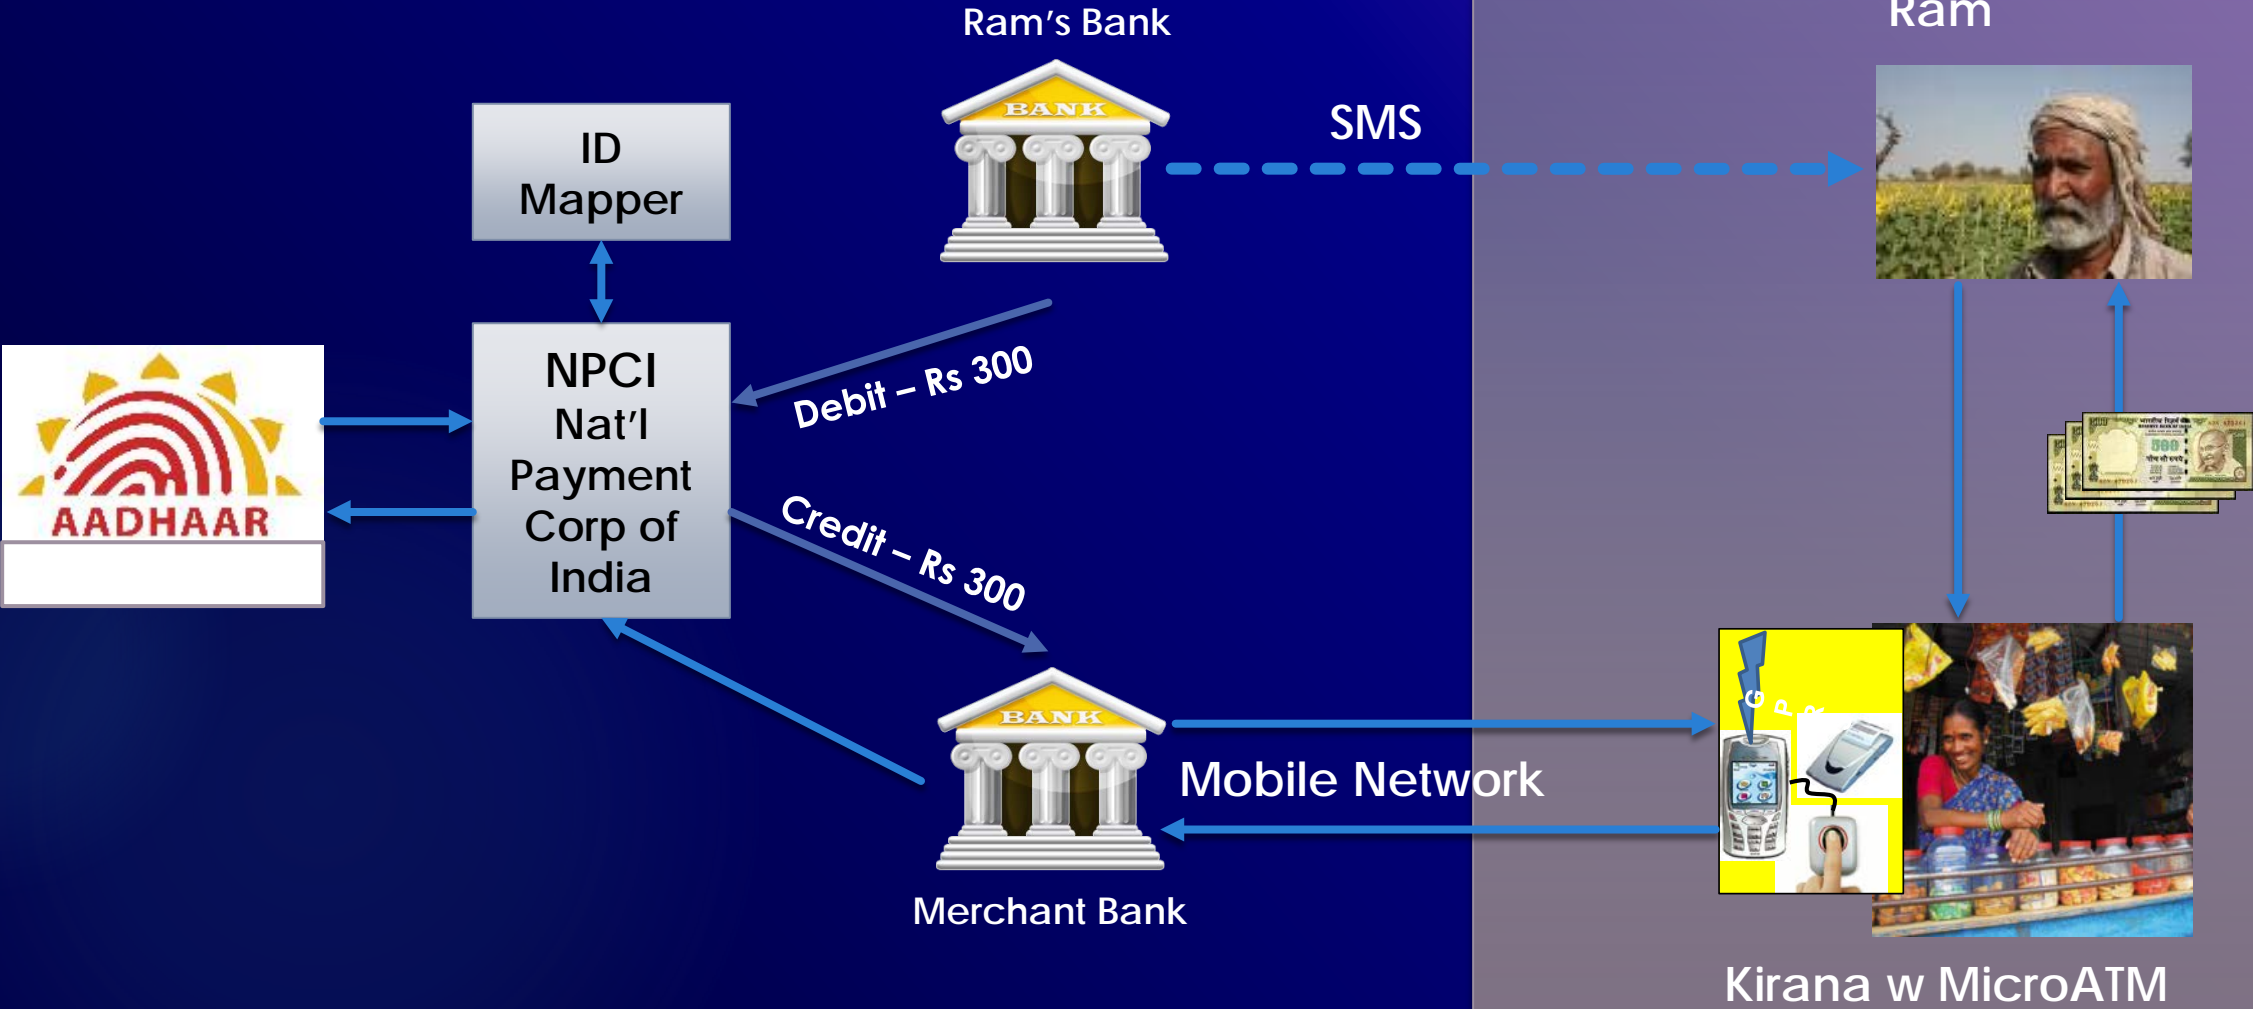 Ram's Bank
Ram
BANK
SMS
ID
Mapper
NPCI
Nat'l
Payment
Corp of
India
Debit – Rs 300
Credit – Rs 300
AADHAAR
500
BANK
G P R
Mobile Network
Merchant Bank
Kirana w MicroATM